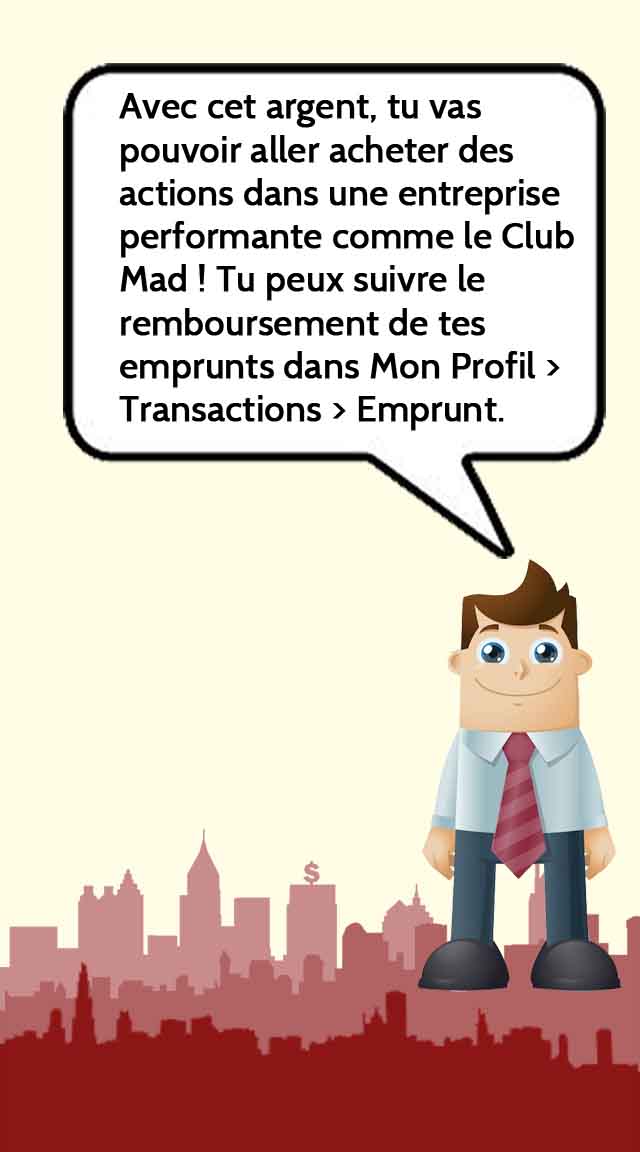 Avec cet argent, tu vas
pouvoir aller acheter des
actions dans une entreprise
performante comme le Club
Mad ! Tu peux suivre le
remboursement de tes
emprunts dans Mon Profil >
Transactions > Emprunt.
$